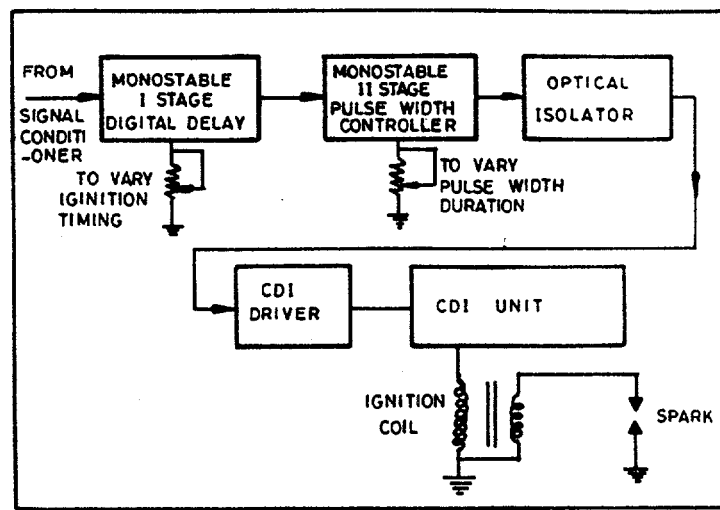 FROM
SIGNAL
CONDITI
-ONER
MONOSTABLE
I STAGE
DIGITAL DELAY
MONOSTABLE
II STAGE
PULSE WIDTH
CONTROLLER
OPTICAL
ISOLATOR
TO VARY
IGINITION
TIMING
TO VARY
PULSE WIDTH
DURATION
CDI
DRIVER
CDI UNIT
IGNITION
COIL
SPARK